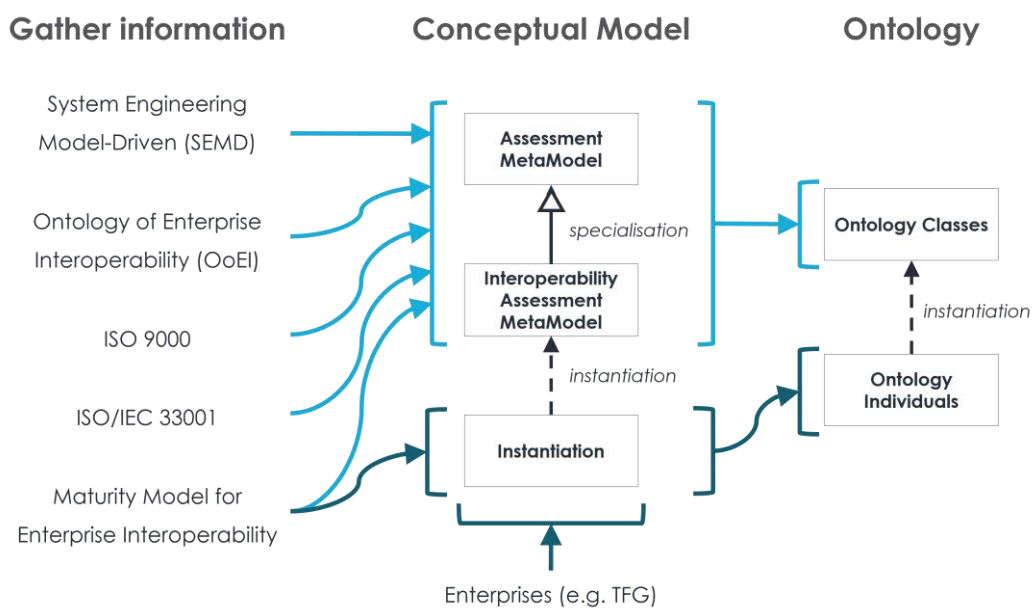 Gather information
Conceptual Model
Ontology
System Engineering
Model-Driven (SEMD)
Ontology of Enterprise
Interoperability (OoEI)
ISO 9000
ISO/IEC 33001
Maturity Model for
Enterprise Interoperability
Assessment
MetaModel
specialisation
Interoperability
Assessment
MetaModel
instantiation
Instantiation
Enterprises (e.g. TFG)
Ontology Classes
instantiation
Ontology
Individuals